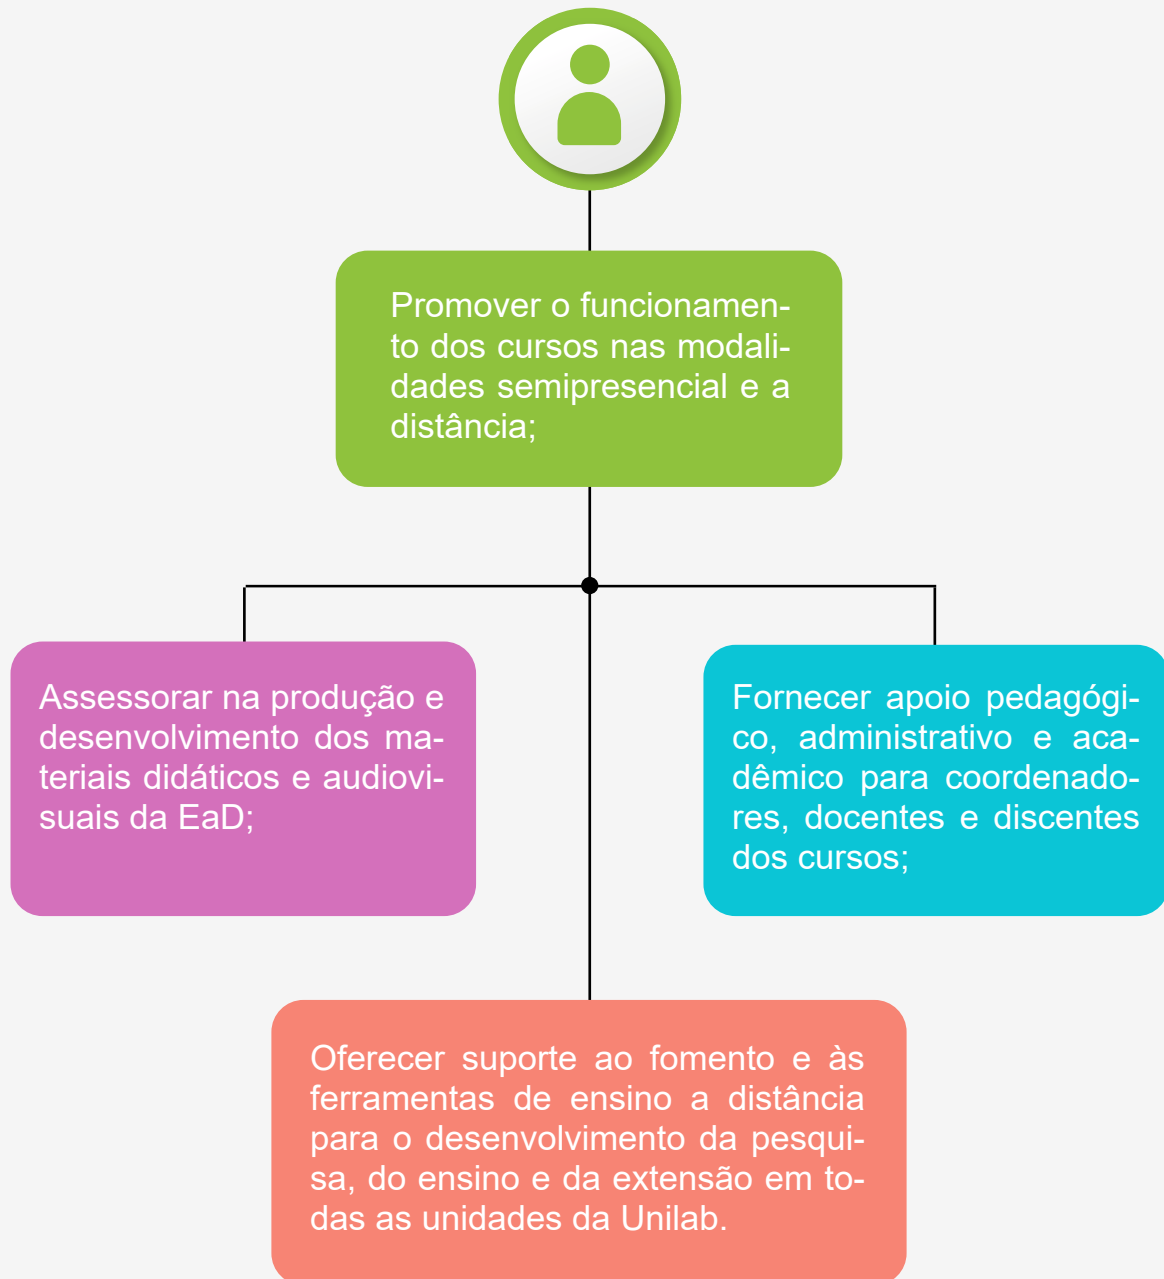 Promover o funcionamen-
to dos cursos nas modali-
dades semipresencial e a
distância;
Assessorar na produção e
desenvolvimento dos ma-
teriais didáticos e audiovi-
suais da EaD;
Fornecer apoio pedagógi-
co, administrativo e aca-
dêmico para coordenado-
res, docentes e discentes
dos cursos;
Oferecer suporte ao fomento e às
ferramentas de ensino a distância
para o desenvolvimento da pesqui-
sa, do ensino e da extensão em to-
das as unidades da Unilab.